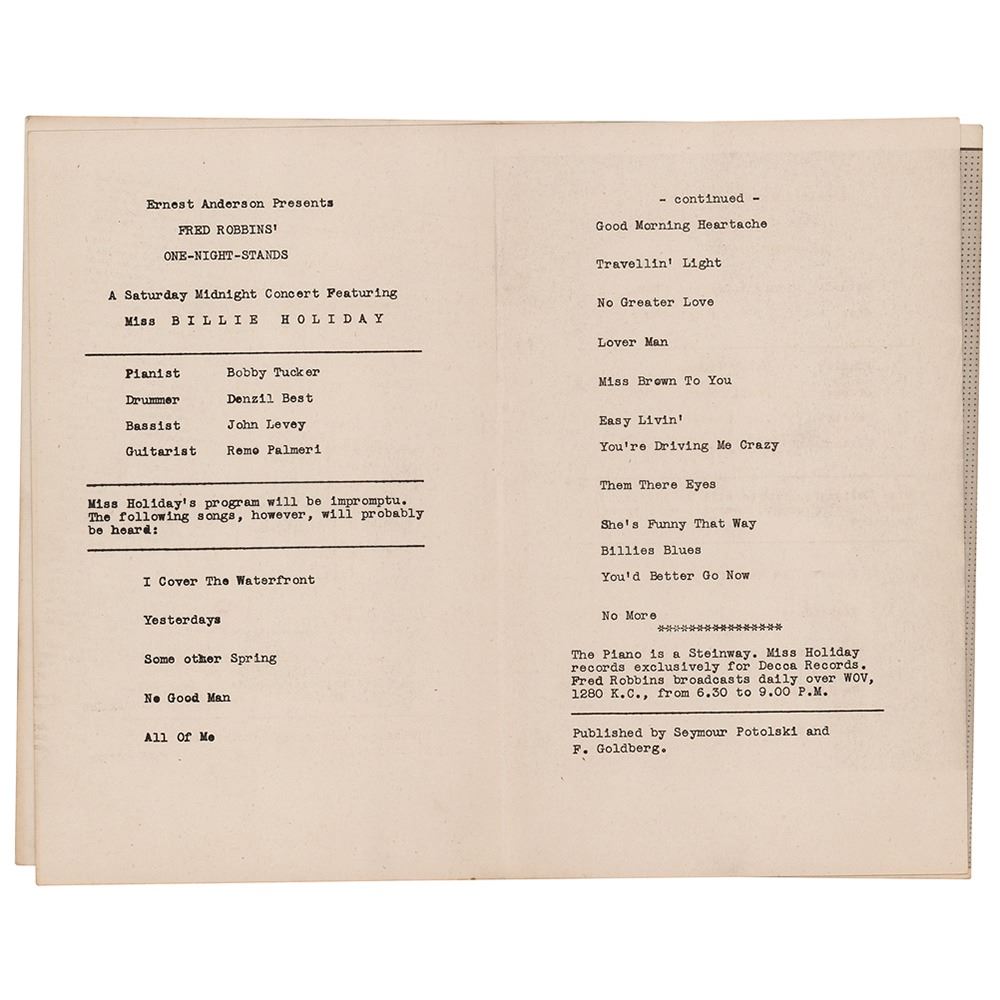 Ernest Anderson Presents
FRED ROBBINS'
ONE-NIGHT-STANDS
A Saturday Midnight Concert Featuring
Miss B I L L I E  H O L I D A Y
Pianist Bobby Tucker
Drummer Denzil Best
Bassist John Levey
Guitarist Remo Palmeri
Miss Holiday's program will be impromptu.
The following songs, however, will probably
be heard:
I Cover The Waterfront
Yesterdays
Some other Spring
No Good Man
All Of Me
- continued -
Good Morning Heartache
Travellin' Light
No Greater Love
Lover Man
Miss Brown To You
Easy Livin'
You're Driving Me Crazy
Them There Eyes
She's Funny That Way
Billies Blues
You'd Better Go Now
No More
****************
The Piano is a Steinway. Miss Holiday
records exclusively for Decca Records.
Fred Robbins broadcasts daily over WOV,
1280 K.C., from 6.30 to 9.00 P.M.
Published by Seymour Potolski and
F. Goldberg.